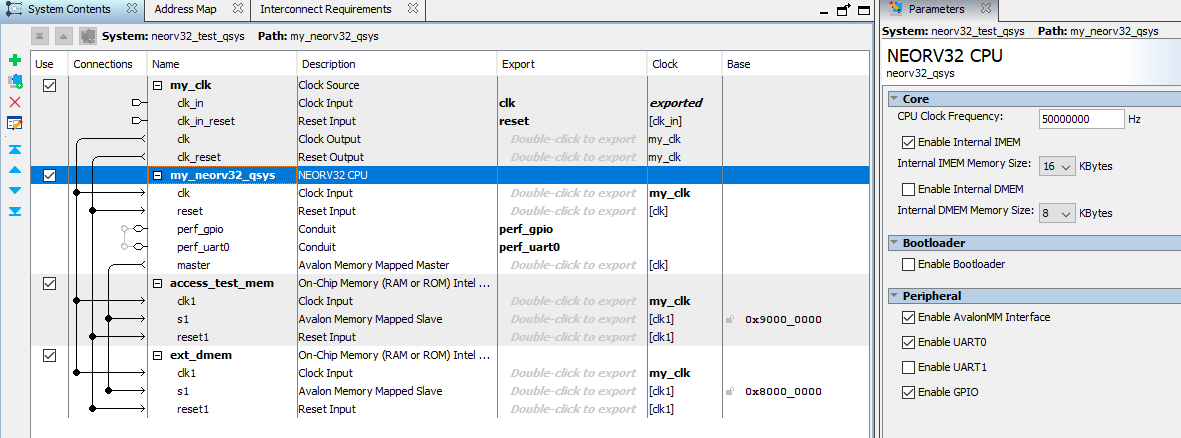 System Contents Address Map Interconnect Requirements
System: neorv32_test_qsys Path: my_neorv32_qsys
Use Connections Name Description Export Clock Base
my_clk Clock Source
clk_in Clock Input clk exported
clk_in_reset Reset Input reset [clk_in]
clk Clock Output Double-click to export my_clk
clk_reset Reset Output Double-click to export my_clk
my_neorv32_qsys NEORV32 CPU
clk Clock Input Double-click to export my_clk
reset Reset Input Double-click to export [clk]
perf_gpio Conduit perf_gpio
perf_uart0 Conduit perf_uart0
master Avalon Memory Mapped Master Double-click to export [clk]
access_test_mem On-Chip Memory (RAM or ROM) Intel ...
clk1 Clock Input Double-click to export my_clk
s1 Avalon Memory Mapped Slave Double-click to export [clk1] 0x9000_0000
reset1 Reset Input Double-click to export [clk1]
ext_dmem On-Chip Memory (RAM or ROM) Intel ...
clk1 Clock Input Double-click to export my_clk
s1 Avalon Memory Mapped Slave Double-click to export [clk1] 0x8000_0000
reset1 Reset Input Double-click to export [clk1]
Parameters
System: neorv32_test_qsys Path: my_neorv32_qsys
NEORV32 CPU
neorv32_qsys
Core
CPU Clock Frequency: 50000000 Hz
Enable Internal IMEM
Internal IMEM Memory Size: 16 KBytes
Enable Internal DMEM
Internal DMEM Memory Size: 8 KBytes
Bootloader
Enable Bootloader
Peripheral
Enable AvalonMM Interface
Enable UART0
Enable UART1
Enable GPIO